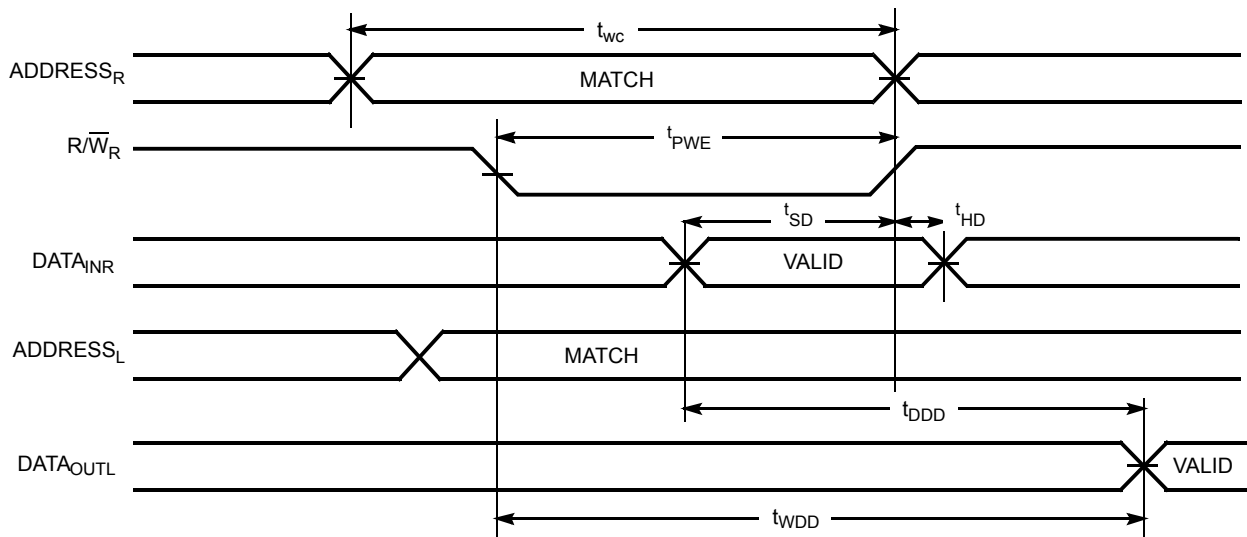 t_wc
ADDRESS_R
MATCH
R/W̅_R
t_PWE
t_SD
t_HD
DATA_INR
VALID
ADDRESS_L
MATCH
t_DDD
DATA_OUTL
VALID
t_WDD